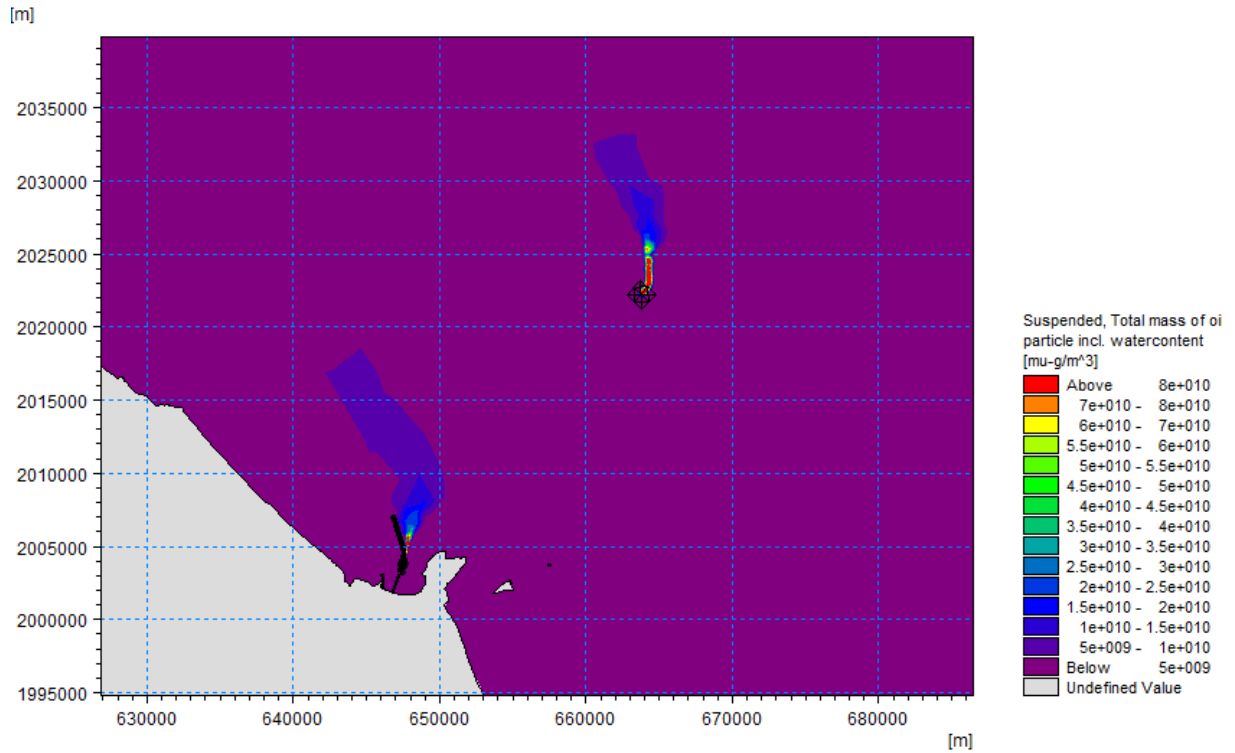 [m]
2035000
2030000
2025000
2020000
2015000
2010000
2005000
2000000
1995000
630000 640000 650000 660000 670000 680000
[m]
Suspended, Total mass of oi
particle incl. watercontent
[mu-g/m^3]
Above 8e+010
7e+010 - 8e+010
6e+010 - 7e+010
5.5e+010 - 6e+010
5e+010 - 5.5e+010
4.5e+010 - 5e+010
4e+010 - 4.5e+010
3.5e+010 - 4e+010
3e+010 - 3.5e+010
2.5e+010 - 3e+010
2e+010 - 2.5e+010
1.5e+010 - 2e+010
1e+010 - 1.5e+010
5e+009 - 1e+010
Below 5e+009
Undefined Value